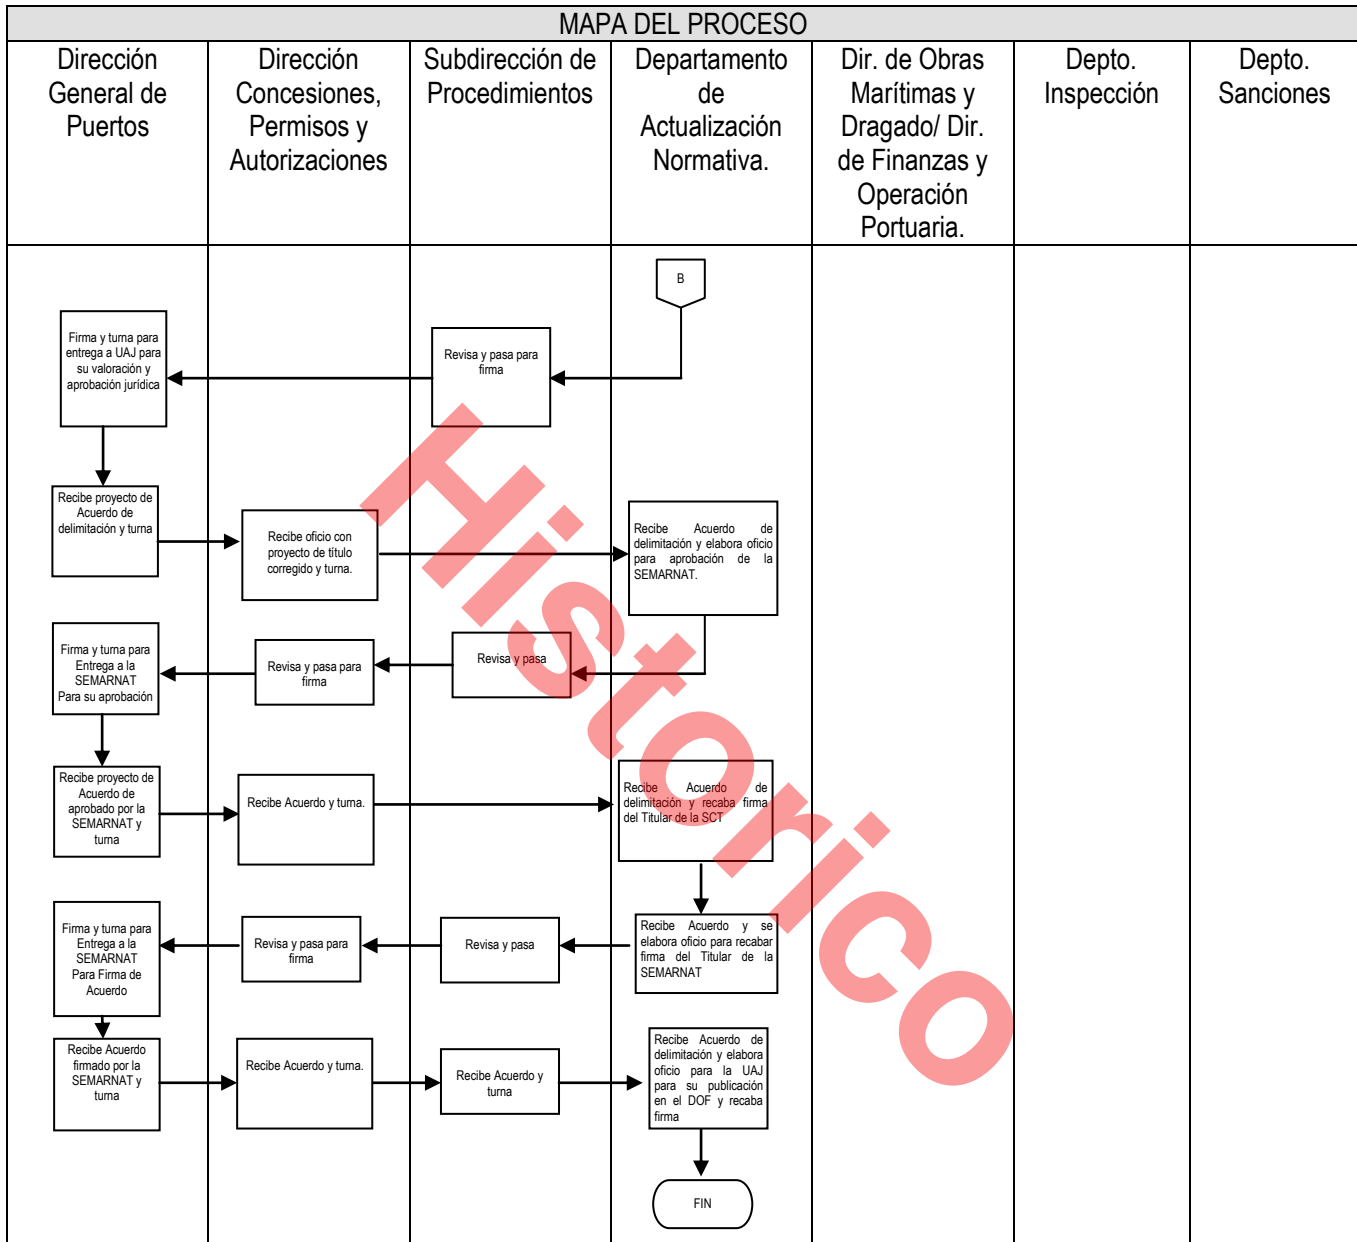 MAPA DEL PROCESO
Dirección
General de
Puertos
Dirección
Concesiones,
Permisos y
Autorizaciones
Subdirección de
Procedimientos
Departamento
de
Actualización
Normativa.
Dir. de Obras
Marítimas y
Dragado/ Dir.
de Finanzas y
Operación
Portuaria.
Depto.
Inspección
Depto.
Sanciones
B
Firma y turna para
entrega a UAJ para
su valoración y
aprobación jurídica
Revisa y pasa para
firma
Recibe proyecto de
Acuerdo de
delimitación y turna
Recibe oficio con
proyecto de título
corregido y turna.
Recibe Acuerdo de
delimitación y elabora oficio
para aprobación de la
SEMARNAT.
Firma y turna para
Entrega a la
SEMARNAT
Para su aprobación
Revisa y pasa para
firma
Revisa y pasa
Recibe proyecto de
Acuerdo de
aprobado por la
SEMARNAT y
turna
Recibe Acuerdo y turna.
Recibe Acuerdo de
delimitación y recaba firma
del Titular de la SCT
Firma y turna para
Entrega a la
SEMARNAT
Para Firma de
Acuerdo
Revisa y pasa para
firma
Revisa y pasa
Recibe Acuerdo y se
elabora oficio para recabar
firma del Titular de la
SEMARNAT
Recibe Acuerdo
firmado por la
SEMARNAT y
turna
Recibe Acuerdo y turna.
Recibe Acuerdo y
turna
Recibe Acuerdo de
delimitación y elabora
oficio para la UAJ
para su publicación
en el DOF y recaba
firma
FIN
Historico